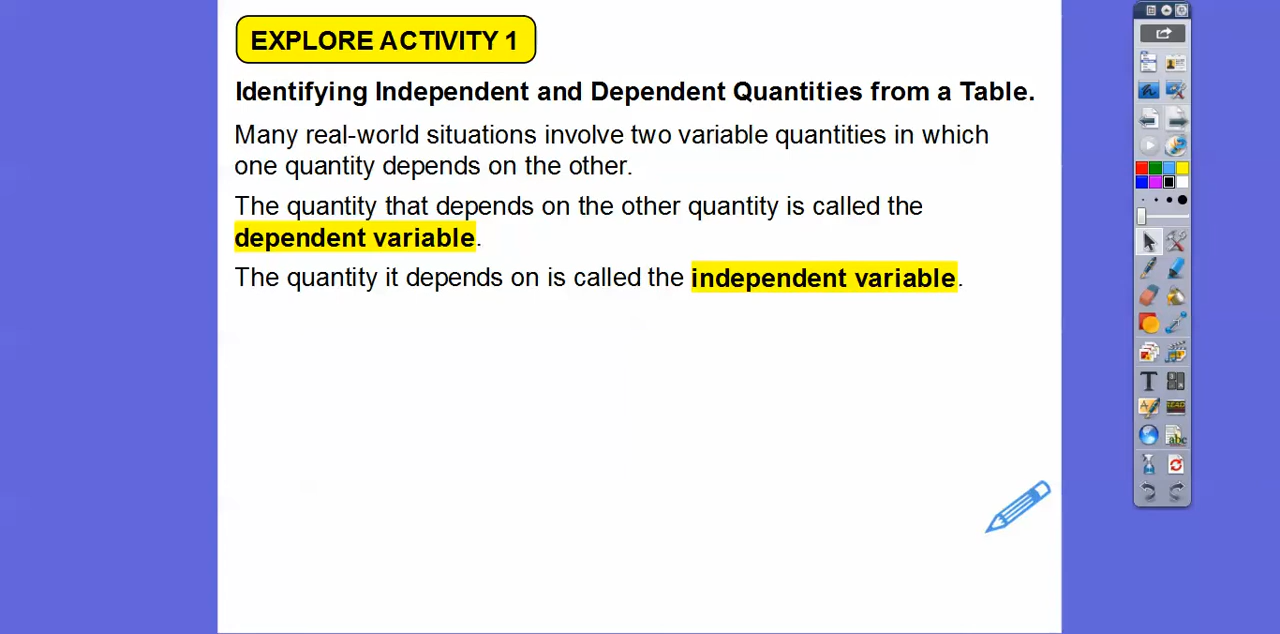 EXPLORE ACTIVITY 1
Identifying Independent and Dependent Quantities from a Table.
Many real-world situations involve two variable quantities in which
one quantity depends on the other.
The quantity that depends on the other quantity is called the
dependent variable.
The quantity it depends on is called the independent variable.
T
abc